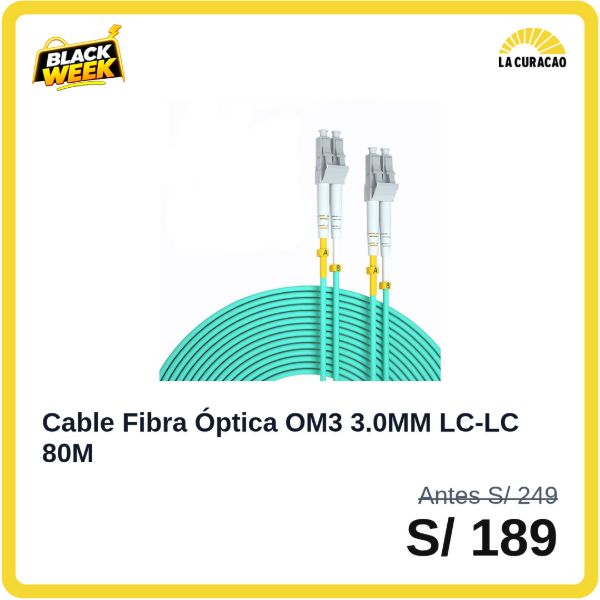 BLACK
WEEK
LA CURACAO
A
B
A
B
Cable Fibra Óptica OM3 3.0MM LC-LC
80M
Antes S/ 249
S/ 189